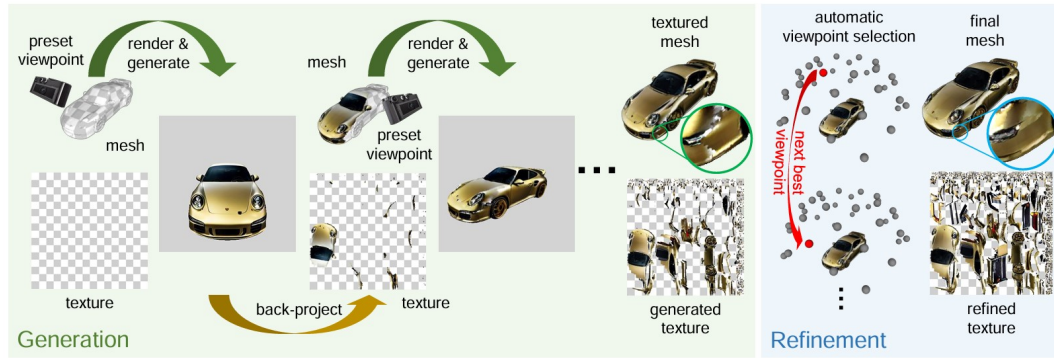 preset
viewpoint
render &
generate
mesh
texture
back-project
mesh
render &
generate
preset
viewpoint
texture
textured
mesh
generated
texture
Generation
automatic
viewpoint selection
next best
viewpoint
final
mesh
refined
texture
Refinement